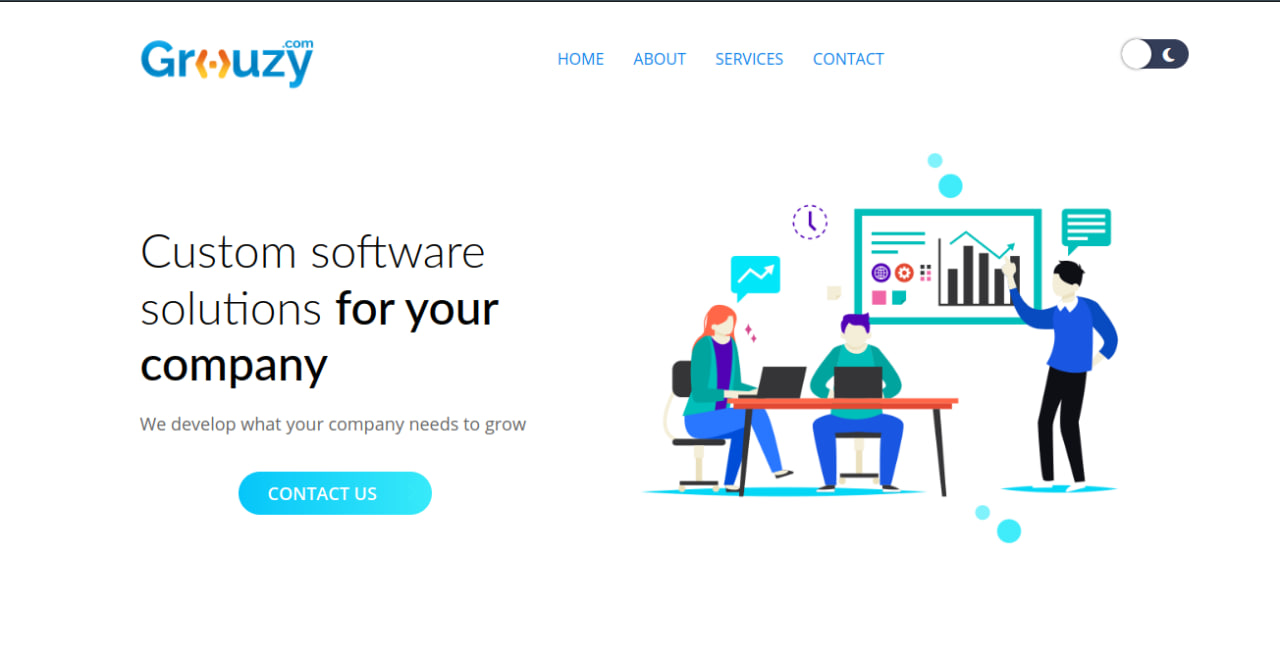 Grouzy.com
HOME ABOUT SERVICES CONTACT
Custom software
solutions for your
company
We develop what your company needs to grow
CONTACT US